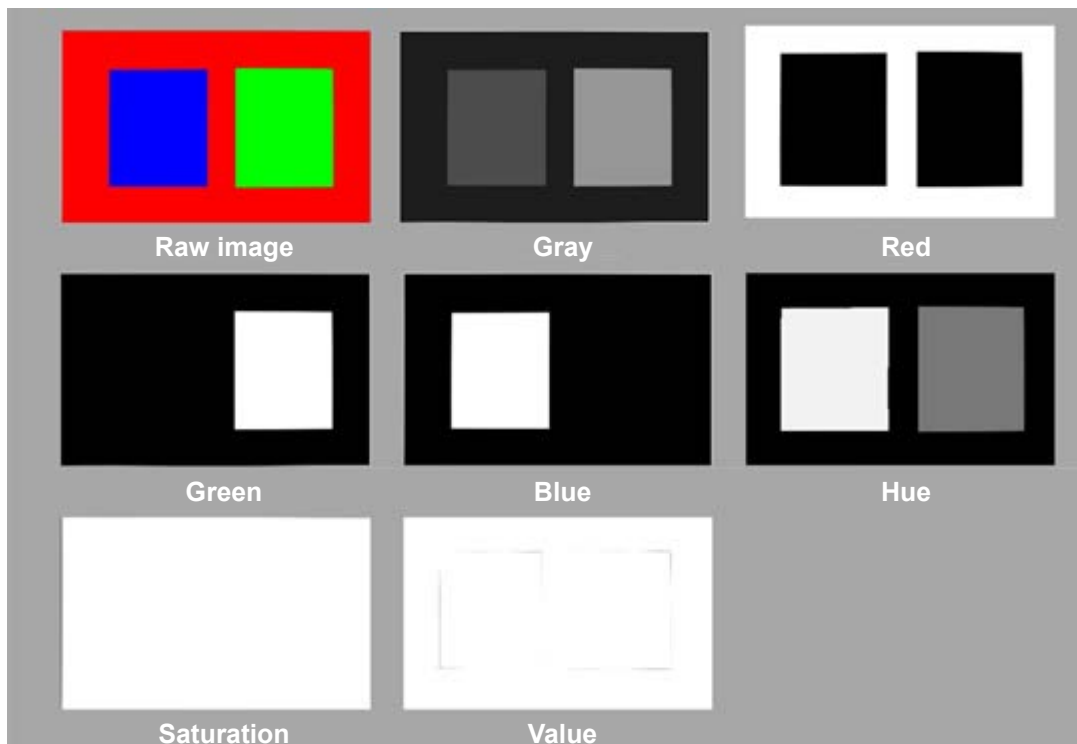 Raw image
Gray
Red
Green
Blue
Hue
Saturation
Value